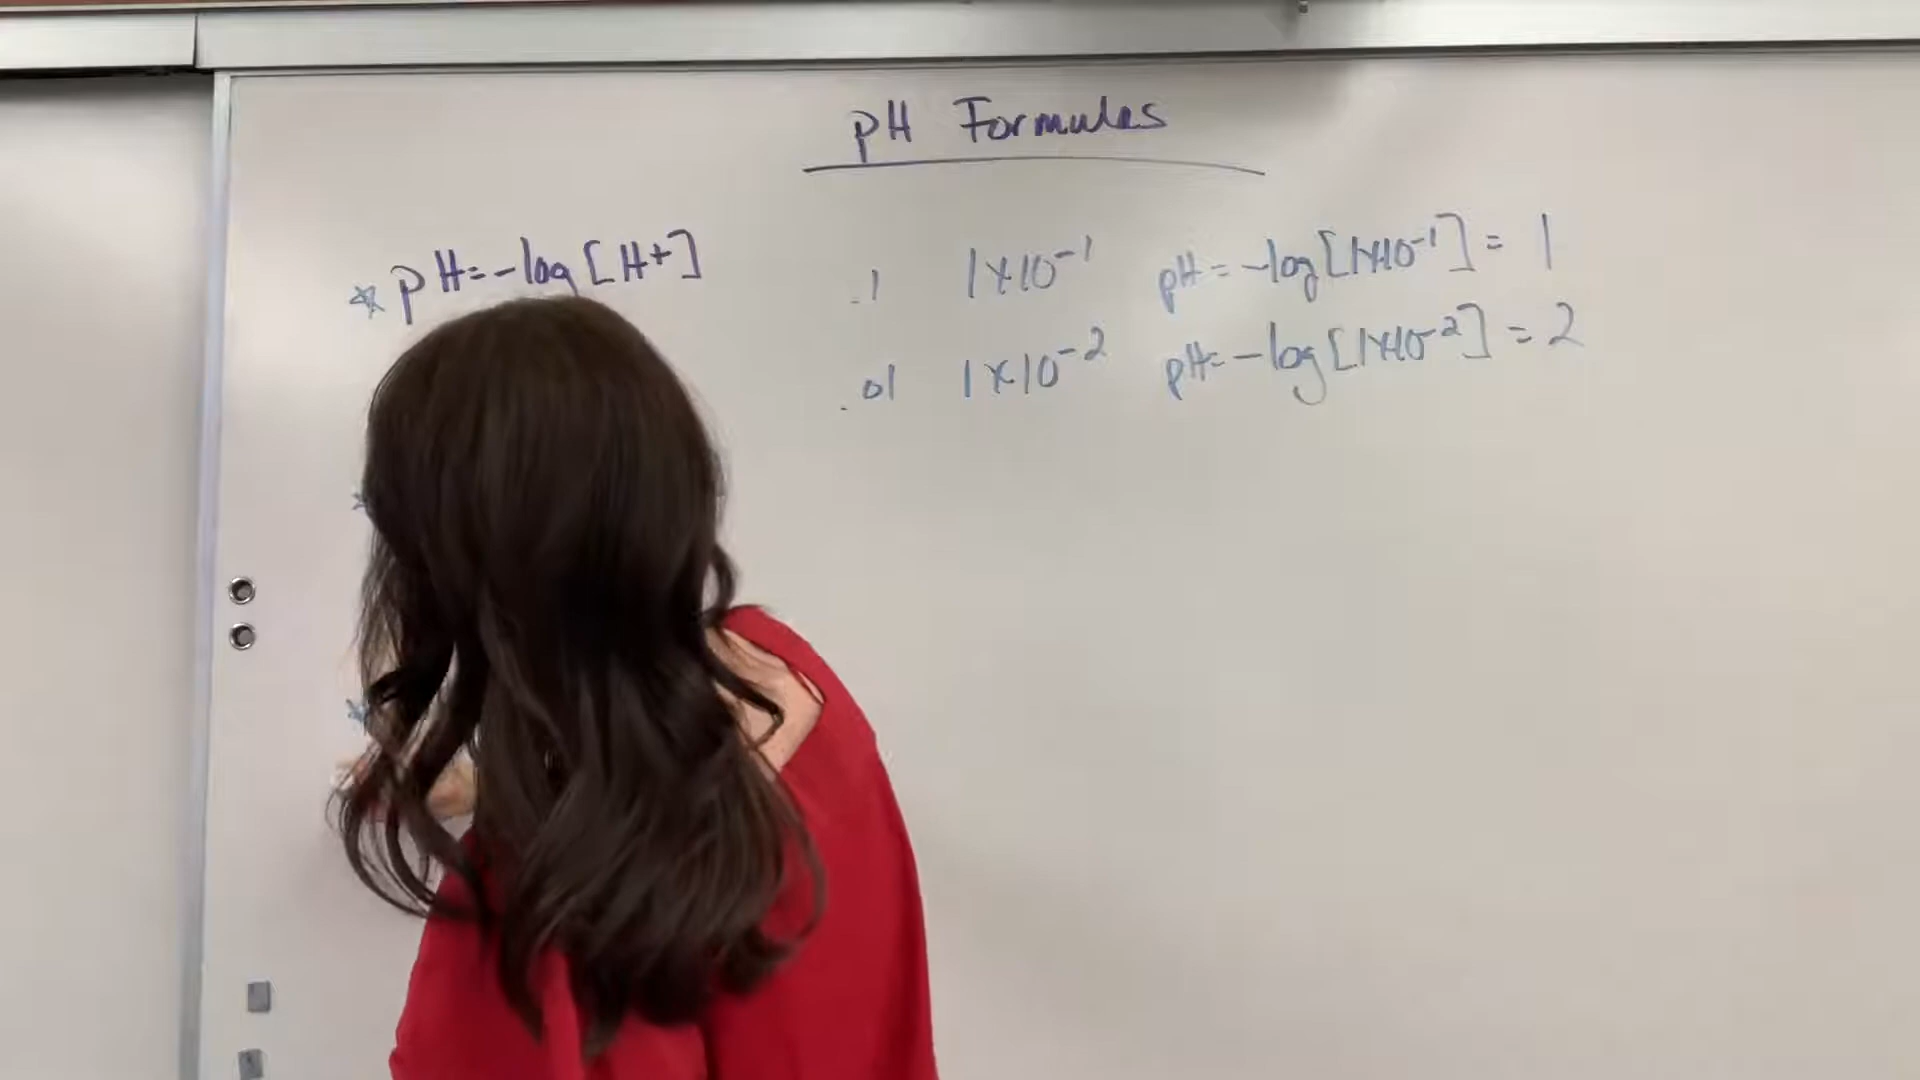 pH Formulas
* pH=-log[H+]
.1 1x10⁻¹ pH=-log[1x10⁻¹]=1
.01 1x10⁻² pH=-log[1x10⁻²]=2
*
*